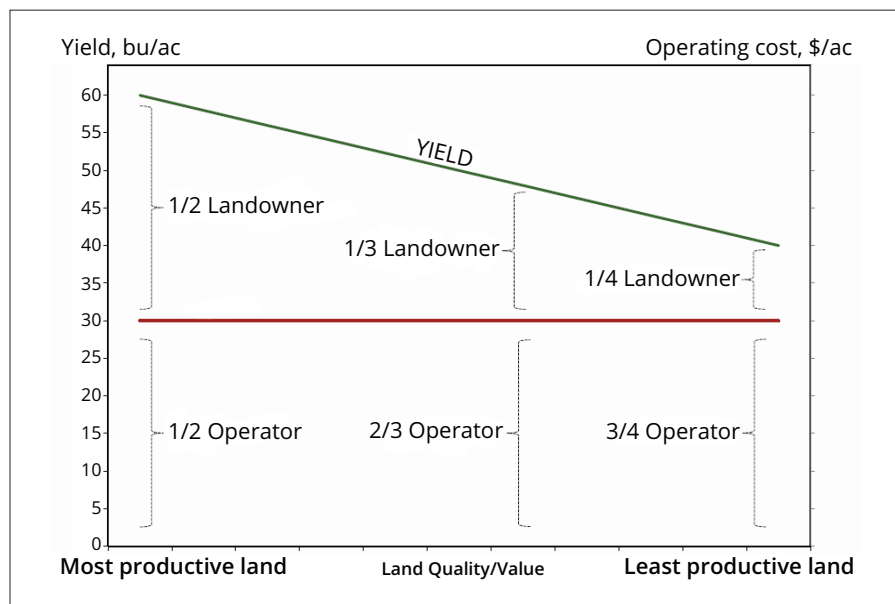 Yield, bu/ac
Operating cost, $/ac
60
55
50
45
40
35
30
25
20
15
10
5
0
YIELD
1/2 Landowner
1/3 Landowner
1/4 Landowner
1/2 Operator
2/3 Operator
3/4 Operator
Most productive land
Land Quality/Value
Least productive land